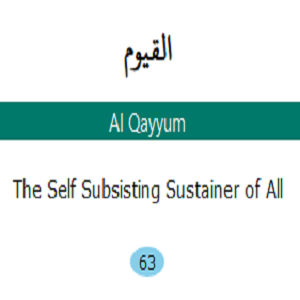 القيوم
Al Qayyum
The Self Subsisting Sustainer of All
63